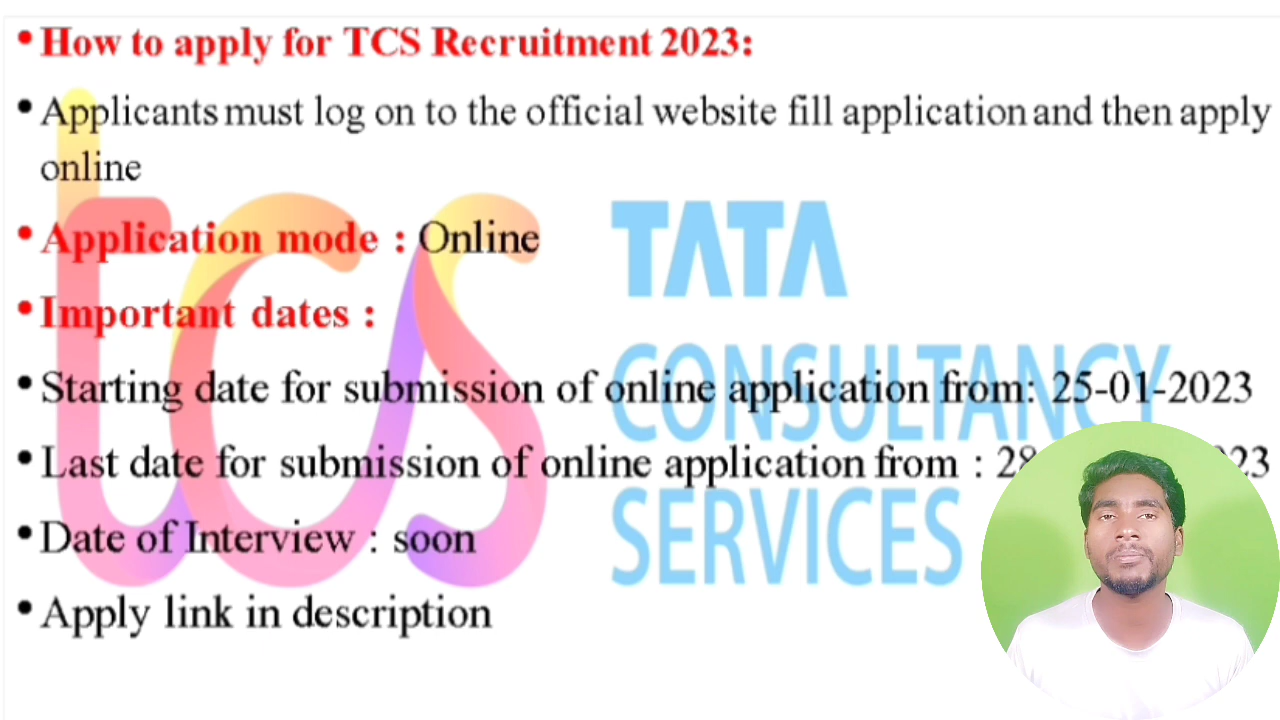 • How to apply for TCS Recruitment 2023:
• Applicants must log on to the official website fill application and then apply
online
• Application mode : Online
• Important dates :
• Starting date for submission of online application from: 25-01-2023
• Last date for submission of online application from :
• Date of Interview : soon
• Apply link in description
tcs
TATA
CONSULTANCY
SERVICES